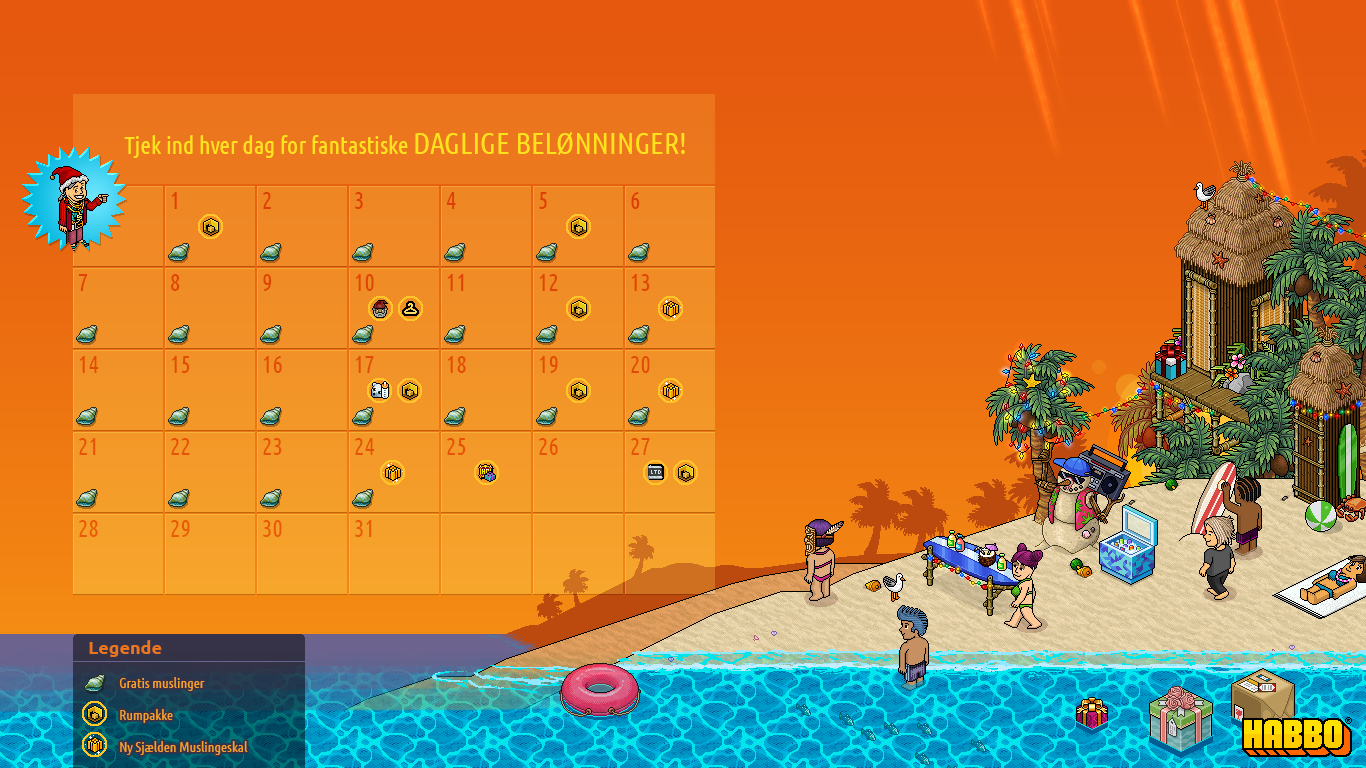 Tjek ind hver dag for fantastiske DAGLIGE BELØNNINGER!
1 2 3 4 5 6
7 8 9 10 11 12 13
14 15 16 17 18 19 20
21 22 23 24 25 26 27
LTD
28 29 30 31
Legende
Gratis muslinger
Rumpakke
Ny Sjælden Muslingeskal
HABBO